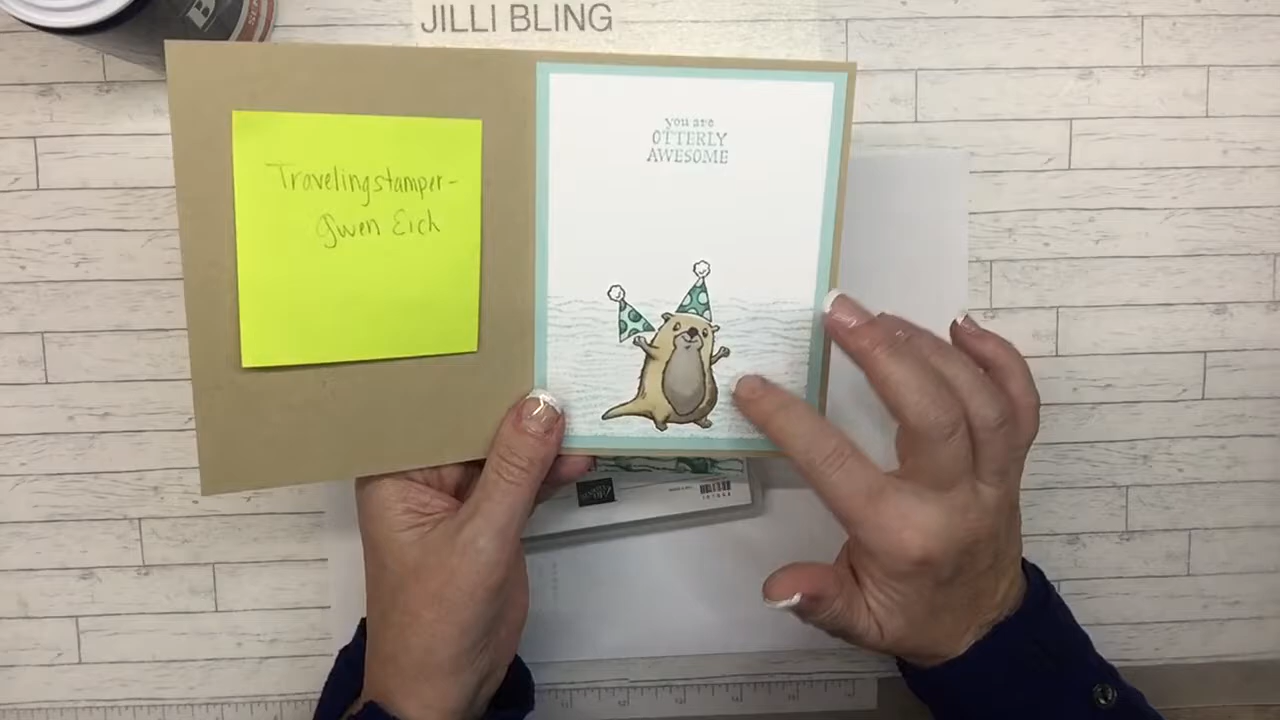 JILLI BLING
Travelingstamper-
Gwen Eich
you are
OTTERLY
AWESOME